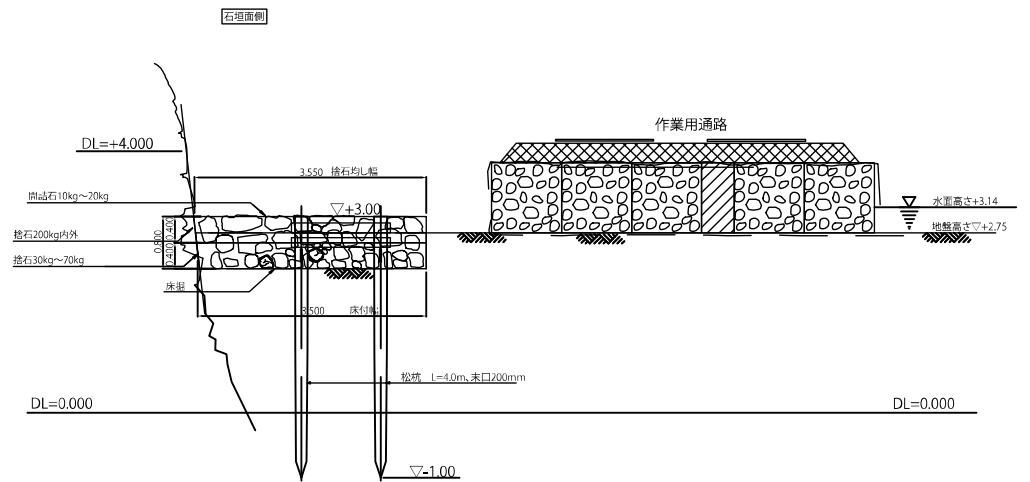 石垣面側
作業用通路
DL=+4.000
3.550 捨石均し幅
間詰石10kg～20kg
▽+3.00
水面高さ+3.14
地盤高さ▽+2.75
捨石200kg内外
0.400
0.800
0.400
捨石30kg～70kg
床堀
3.500 床付幅
松杭 L=4.0m、末口200mm
DL=0.000
DL=0.000
▽-1.00